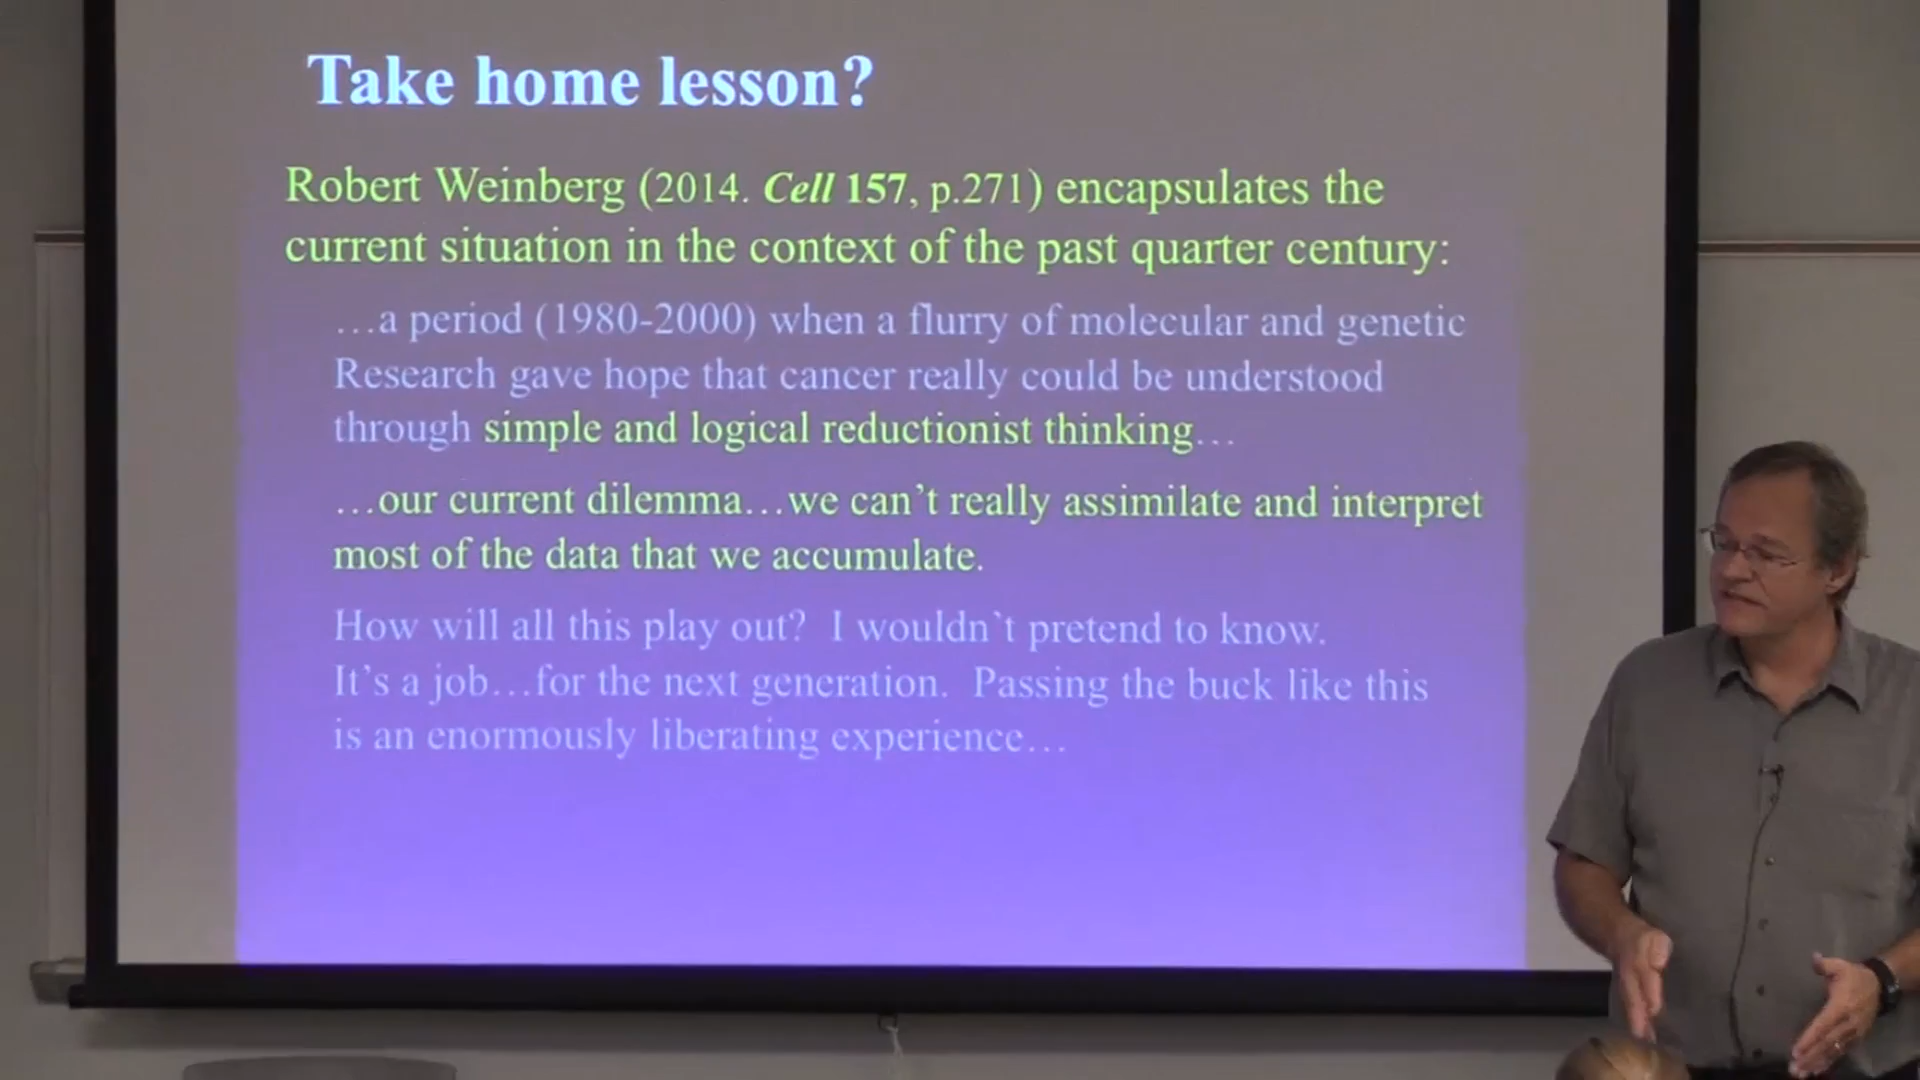 Take home lesson?
Robert Weinberg (2014. Cell 157, p.271) encapsulates the
current situation in the context of the past quarter century:
…a period (1980-2000) when a flurry of molecular and genetic
Research gave hope that cancer really could be understood
through simple and logical reductionist thinking…
…our current dilemma…we can’t really assimilate and interpret
most of the data that we accumulate.
How will all this play out?  I wouldn’t pretend to know.
It’s a job…for the next generation.  Passing the buck like this
is an enormously liberating experience…